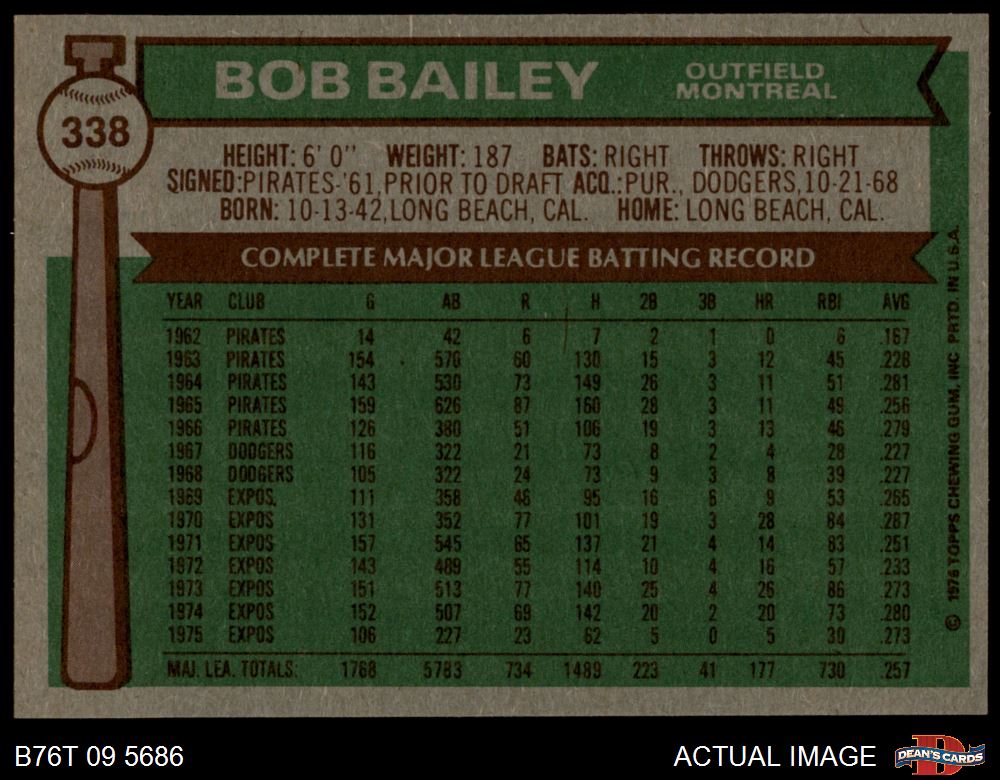 338
BOB BAILEY
OUTFIELD
MONTREAL
HEIGHT: 6' 0" WEIGHT: 187 BATS: RIGHT THROWS: RIGHT
SIGNED:PIRATES-'61,PRIOR TO DRAFT ACQ.:PUR., DODGERS,10-21-68
BORN: 10-13-42,LONG BEACH, CAL. HOME: LONG BEACH, CAL.
COMPLETE MAJOR LEAGUE BATTING RECORD
YEAR CLUB G AB R H 2B 3B HR RBI AVG
1962 PIRATES 14 42 6 7 2 1 0 6 .167
1963 PIRATES 154 570 60 130 15 3 12 45 .228
1964 PIRATES 143 530 73 149 26 3 11 51 .281
1965 PIRATES 159 626 87 160 28 3 11 49 .256
1966 PIRATES 126 380 51 106 19 3 13 46 .279
1967 DODGERS 116 322 21 73 8 2 4 28 .227
1968 DODGERS 105 322 24 73 9 3 8 39 .227
1969 EXPOS. 111 358 46 95 16 6 9 53 .265
1970 EXPOS 131 352 77 101 19 3 28 84 .287
1971 EXPOS 157 545 65 137 21 4 14 83 .251
1972 EXPOS 143 489 55 114 10 4 16 57 .233
1973 EXPOS 151 513 77 140 25 4 26 86 .273
1974 EXPOS 152 507 69 142 20 2 20 73 .280
1975 EXPOS 106 227 23 62 5 0 5 30 .273
MAJ. LEA. TOTALS: 1768 5783 734 1489 223 41 177 730 .257
© 1976 TOPPS CHEWING GUM, INC PRTD. IN U.S.A.
B76T 09 5686
ACTUAL IMAGE
D
DEAN'S CARDS